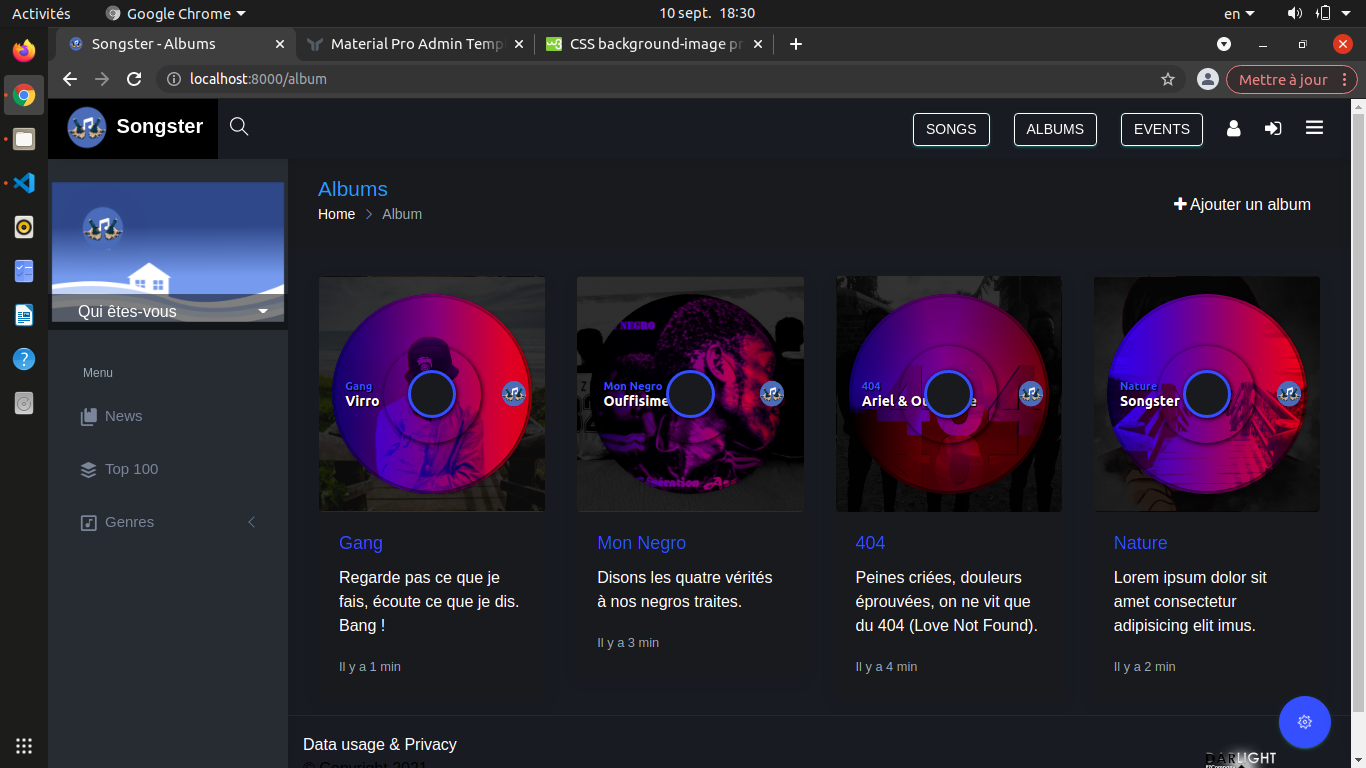 Activités
Google Chrome
10 sept. 18:30
en
Songster - Albums
Material Pro Admin Temp
CSS background-image pr
localhost:8000/album
Mettre à jour
Songster
SONGS
ALBUMS
EVENTS
Qui êtes-vous
Menu
News
Top 100
Genres
Albums
Home
Album
Ajouter un album
Gang
Virro
NEGRO
Mon Negro
Ouffisime
404
404
Ariel & Ou
Nature
Songster
Gang
Regarde pas ce que je
fais, écoute ce que je dis.
Bang !
Il y a 1 min
Mon Negro
Disons les quatre vérités
à nos negros traites.
Il y a 3 min
404
Peines criées, douleurs
éprouvées, on ne vit que
du 404 (Love Not Found).
Il y a 4 min
Nature
Lorem ipsum dolor sit
amet consectetur
adipisicing elit imus.
Il y a 2 min
Data usage & Privacy
© Copyright 2021
DARLIGHT